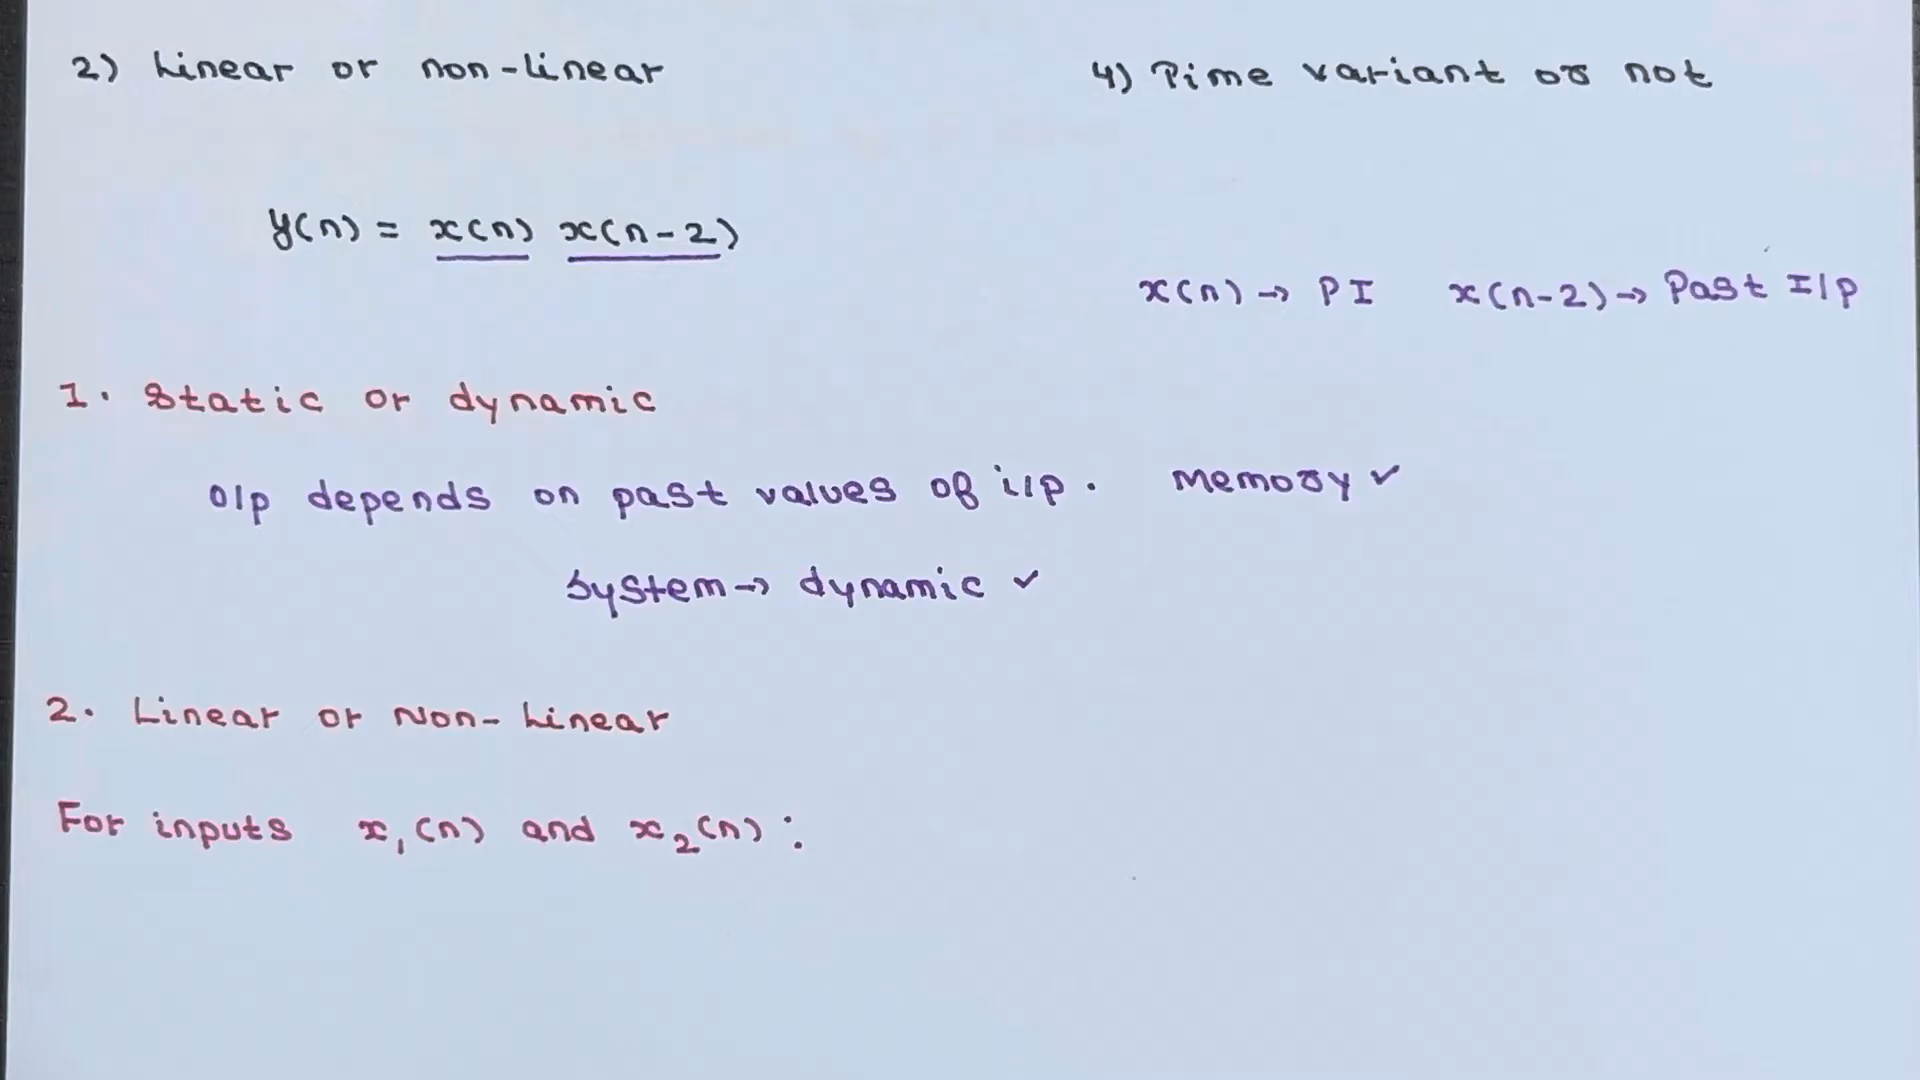 2) Linear or non-linear
4) Time variant or not
y(n) = x(n) x(n-2)
x(n) → PI x(n-2) → Past I/p
1. Static or dynamic
O/p depends on past values of i/p. Memory ✓
System → dynamic ✓
2. Linear or Non-Linear
For inputs x₁(n) and x₂(n):